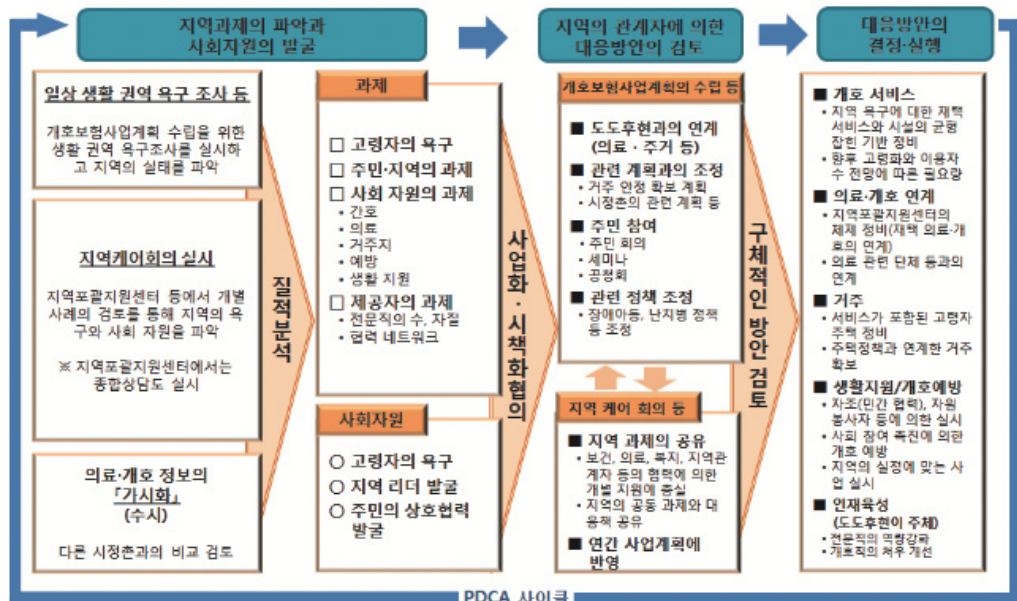 지역과제의 파악과
사회자원의 발굴
지역의 관계자에 의한
대응방안의 검토
대응방안의
결정·실행
일상 생활 권역 욕구 조사 등
개호보험사업계획 수립을 위한
생활 권역 욕구조사를 실시하
고 지역의 실태를 파악
지역케어회의 실시
지역포괄지원센터 등에서 개별
사례의 검토를 통해 지역의 욕
구와 사회 자원을 파악
※ 지역포괄지원센터에서는
종합상담도 실시
의료·개호 정보의
「가시화」
(수시)
다른 시정촌과의 비교 검토
질적분석
과제
□ 고령자의 욕구
□ 주민·지역의 과제
□ 사회 자원의 과제
• 간호
• 의료
• 거주지
• 예방
• 생활 지원
□ 제공자의 과제
• 전문직의 수, 자질
• 협력 네트워크
사회자원
○ 고령자의 욕구
○ 지역 리더 발굴
○ 주민의 상호협력
발굴
사업화·시책화협의
개호보험사업계획의 수립 등
■ 도도후현과의 연계
(의료·주거 등)
■ 관련 계획과의 조정
• 거주 안정 확보 계획
• 시정촌의 관련 계획 등
■ 주민 참여
• 주민 회의
• 세미나
• 공청회
■ 관련 정책 조정
• 장애아동, 난지병 정책
등 조정
지역 케어 회의 등
■ 지역 과제의 공유
• 보건, 의료, 복지, 지역관
계자 등의 협력에 의한
개별 지원에 충실
• 지역의 공동 과제와 대
응책 공유
■ 연간 사업계획에
반영
구체적인 방안 검토
■ 개호 서비스
• 지역 욕구에 대한 재택
서비스와 시설의 균형
잡힌 기반 정비
• 향후 고령화와 이용자
수 전망에 따른 필요량
■ 의료·개호 연계
• 지역포괄지원센터의
체제 정비(재택 의료·개
호의 연계)
• 의료 관련 단체 등과의
연계
■ 거주
• 서비스가 포함된 고령자
주택 정비
• 주택정책과 연계한 거주
확보
■ 생활지원/개호예방
• 자조(민간 협력), 자원
봉사자 등에 의한 실시
• 사회 참여 촉진에 의한
개호 예방
• 지역의 실정에 맞는 사
업 실시
■ 인재육성
(도도후현이 주체)
• 전문직의 역량강화
• 개호직의 처우 개선
PDCA 사이클